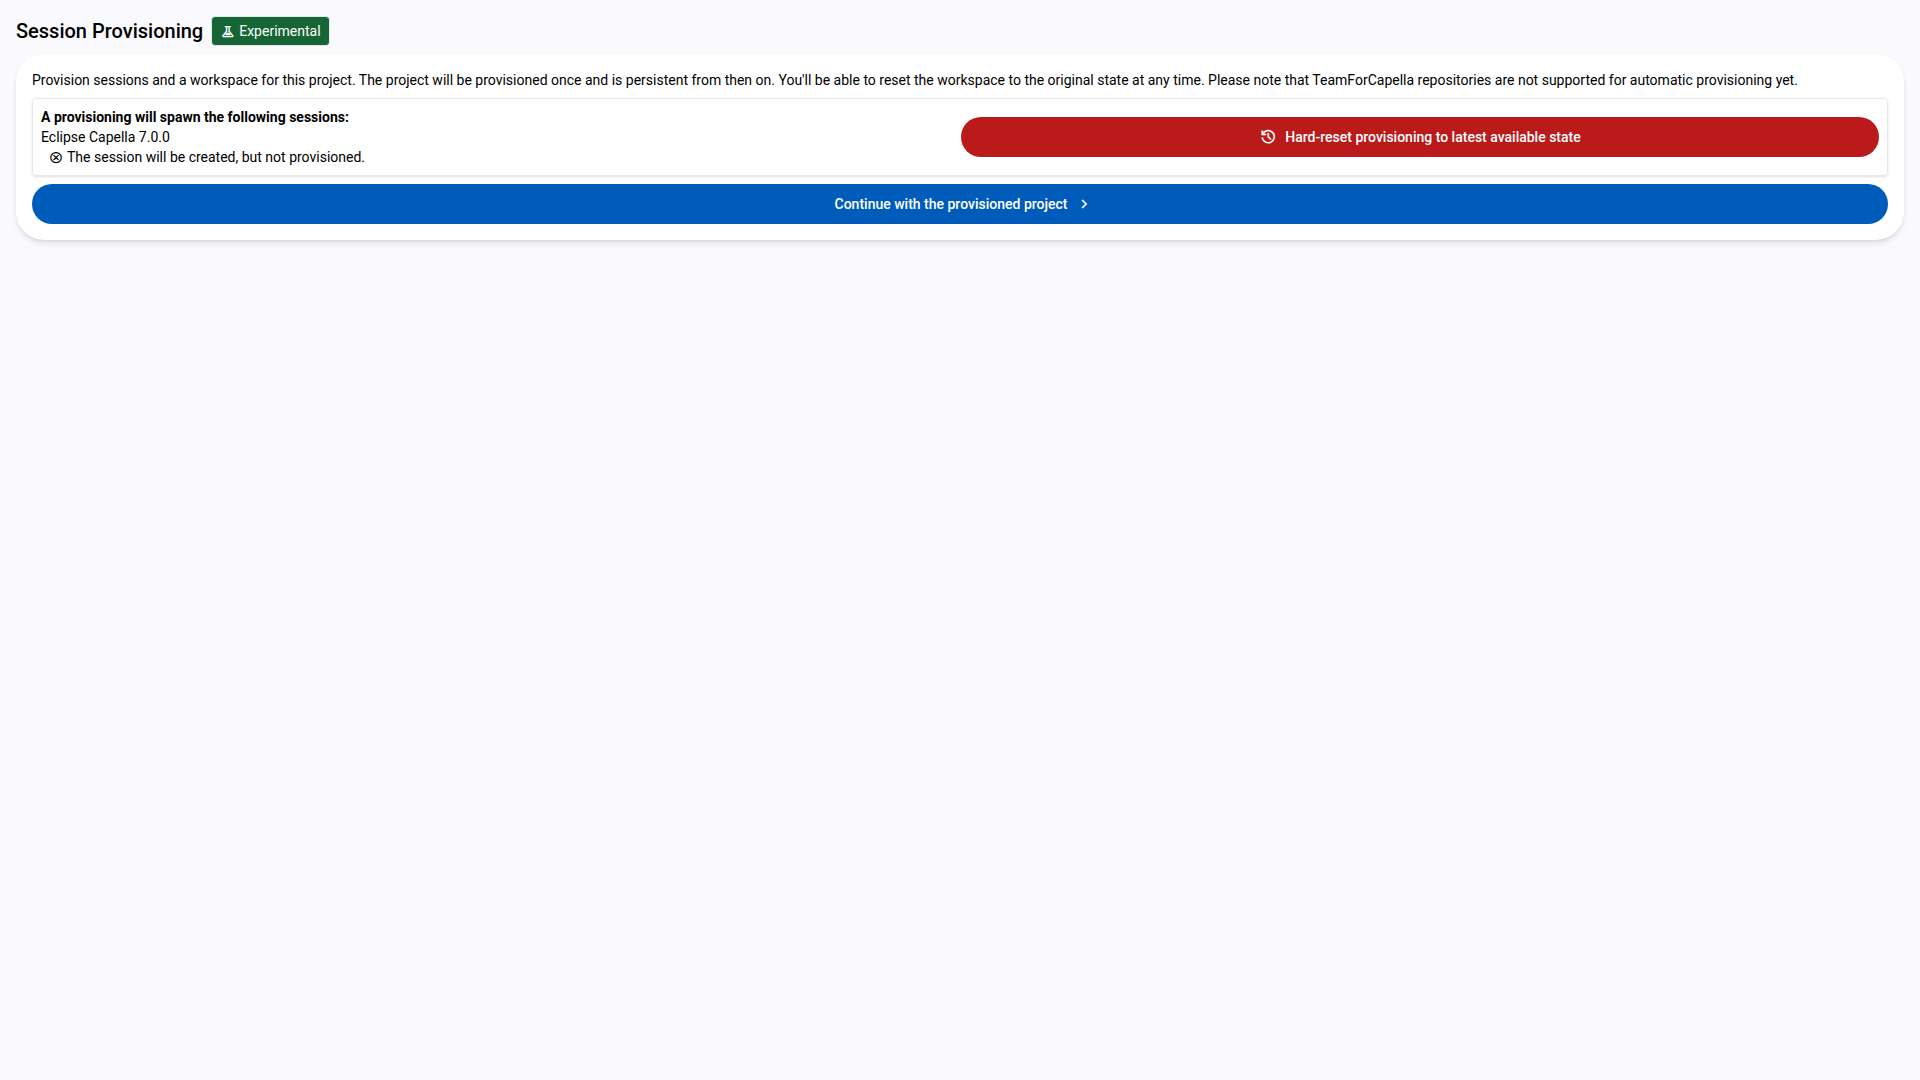 Session Provisioning
Experimental
Provision sessions and a workspace for this project. The project will be provisioned once and is persistent from then on. You'll be able to reset the workspace to the original state at any time. Please note that TeamForCapella repositories are not supported for automatic provisioning yet.
A provisioning will spawn the following sessions:
Eclipse Capella 7.0.0
The session will be created, but not provisioned.
Hard-reset provisioning to latest available state
Continue with the provisioned project